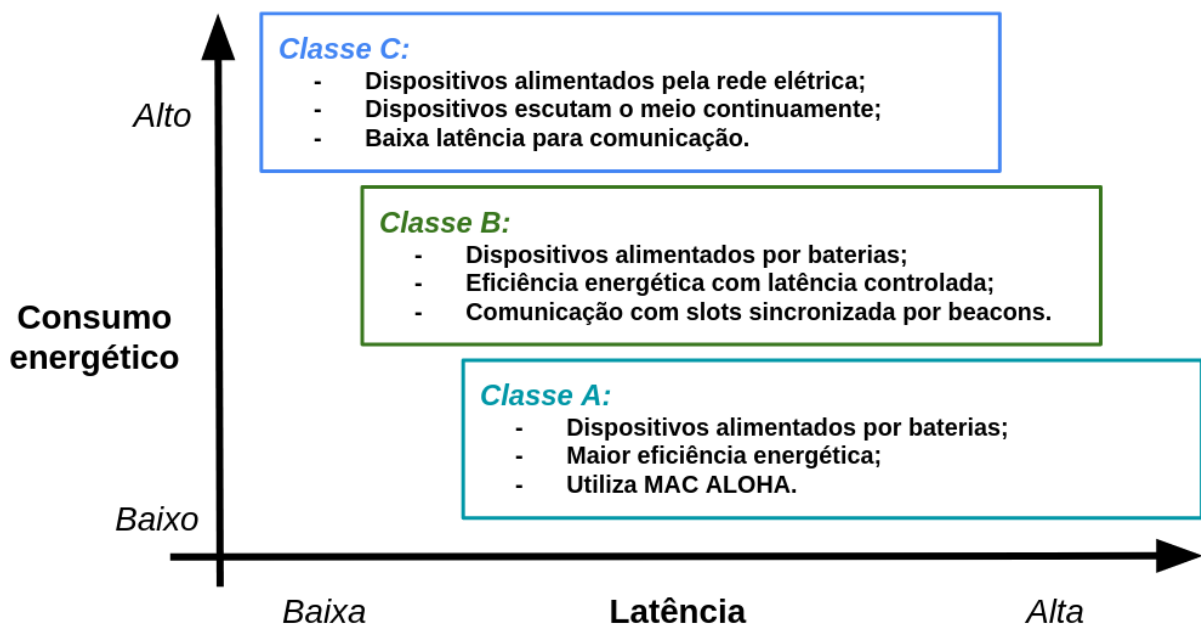 Classe C:
- Dispositivos alimentados pela rede elétrica;
- Dispositivos escutam o meio continuamente;
- Baixa latência para comunicação.
Alto
Classe B:
- Dispositivos alimentados por baterias;
- Eficiência energética com latência controlada;
- Comunicação com slots sincronizada por beacons.
Consumo
energético
Classe A:
- Dispositivos alimentados por baterias;
- Maior eficiência energética;
- Utiliza MAC ALOHA.
Baixo
Baixa
Latência
Alta